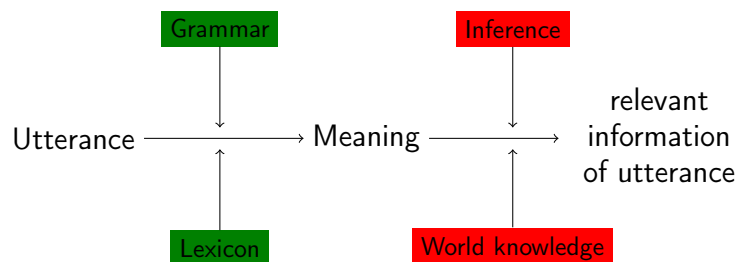 Grammar
Inference
Utterance
Meaning
relevant
information
of utterance
Lexicon
World knowledge